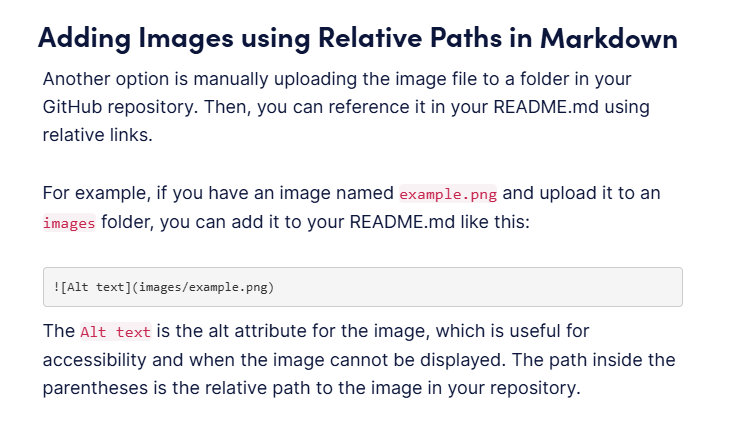 Adding Images using Relative Paths in Markdown
Another option is manually uploading the image file to a folder in your
GitHub repository. Then, you can reference it in your README.md using
relative links.
For example, if you have an image named example.png and upload it to an
images folder, you can add it to your README.md like this:
![Alt text](images/example.png)
The Alt text is the alt attribute for the image, which is useful for
accessibility and when the image cannot be displayed. The path inside the
parentheses is the relative path to the image in your repository.